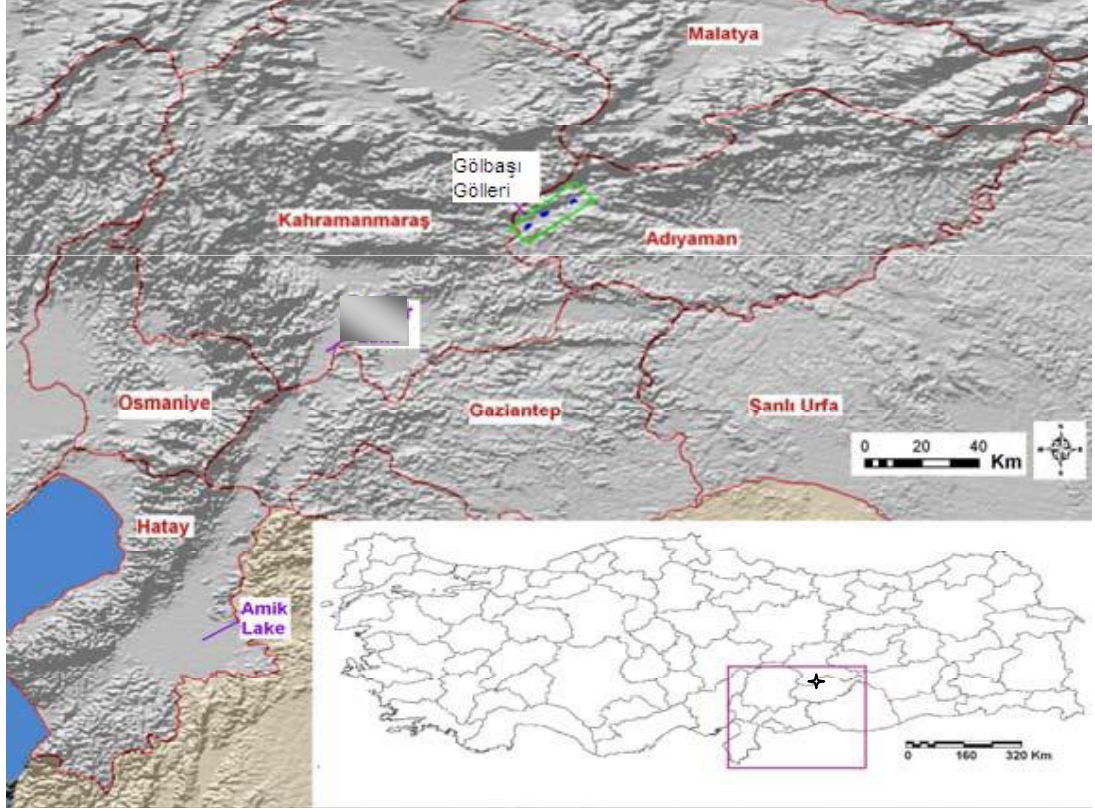 Malatya
Gölbaşı
Gölleri
Kahramanmaraş
Adıyaman
Osmaniye
Gaziantep
Şanlı Urfa
0 20 40
Km
Hatay
Amik
Lake
0 160 320 Km